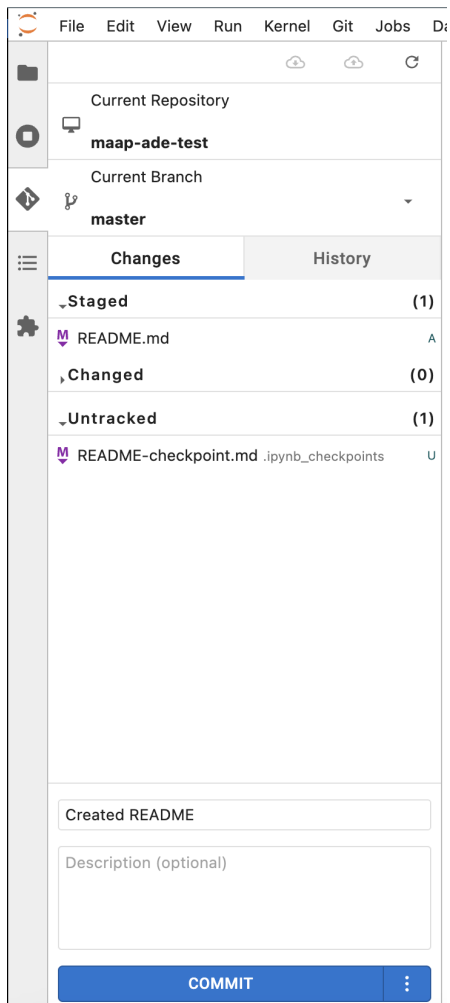 File Edit View Run Kernel Git Jobs Da
Current Repository
maap-ade-test
Current Branch
master
Changes History
Staged (1)
M README.md A
Changed (0)
Untracked (1)
M README-checkpoint.md .ipynb_checkpoints U
Created README
Description (optional)
COMMIT